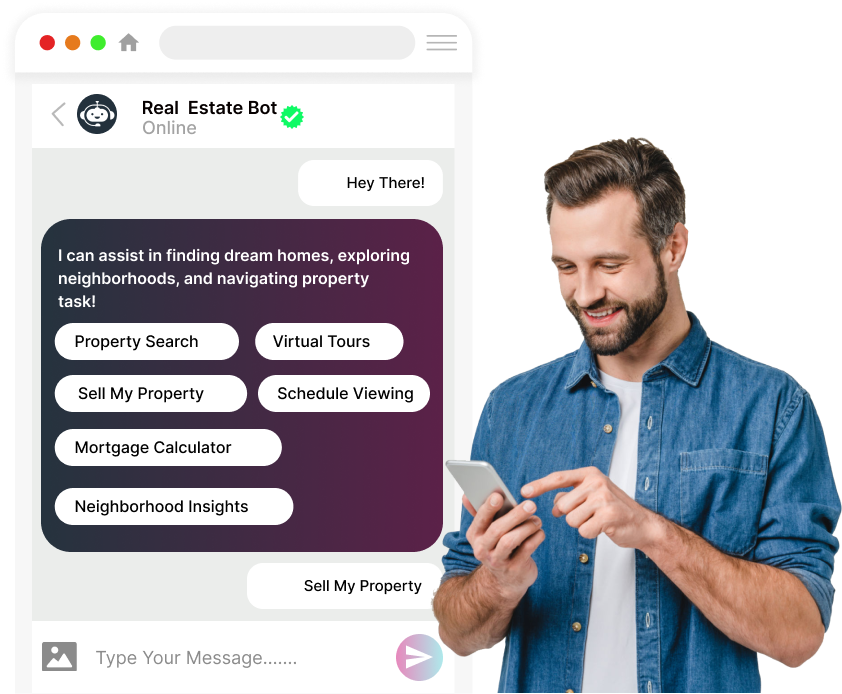 Real Estate Bot
Online
Hey There!
I can assist in finding dream homes, exploring
neighborhoods, and navigating property
task!
Property Search
Virtual Tours
Sell My Property
Schedule Viewing
Mortgage Calculator
Neighborhood Insights
Sell My Property
Type Your Message.......